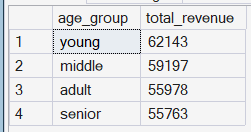 age_group total_revenue
1 young 62143
2 middle 59197
3 adult 55978
4 senior 55763